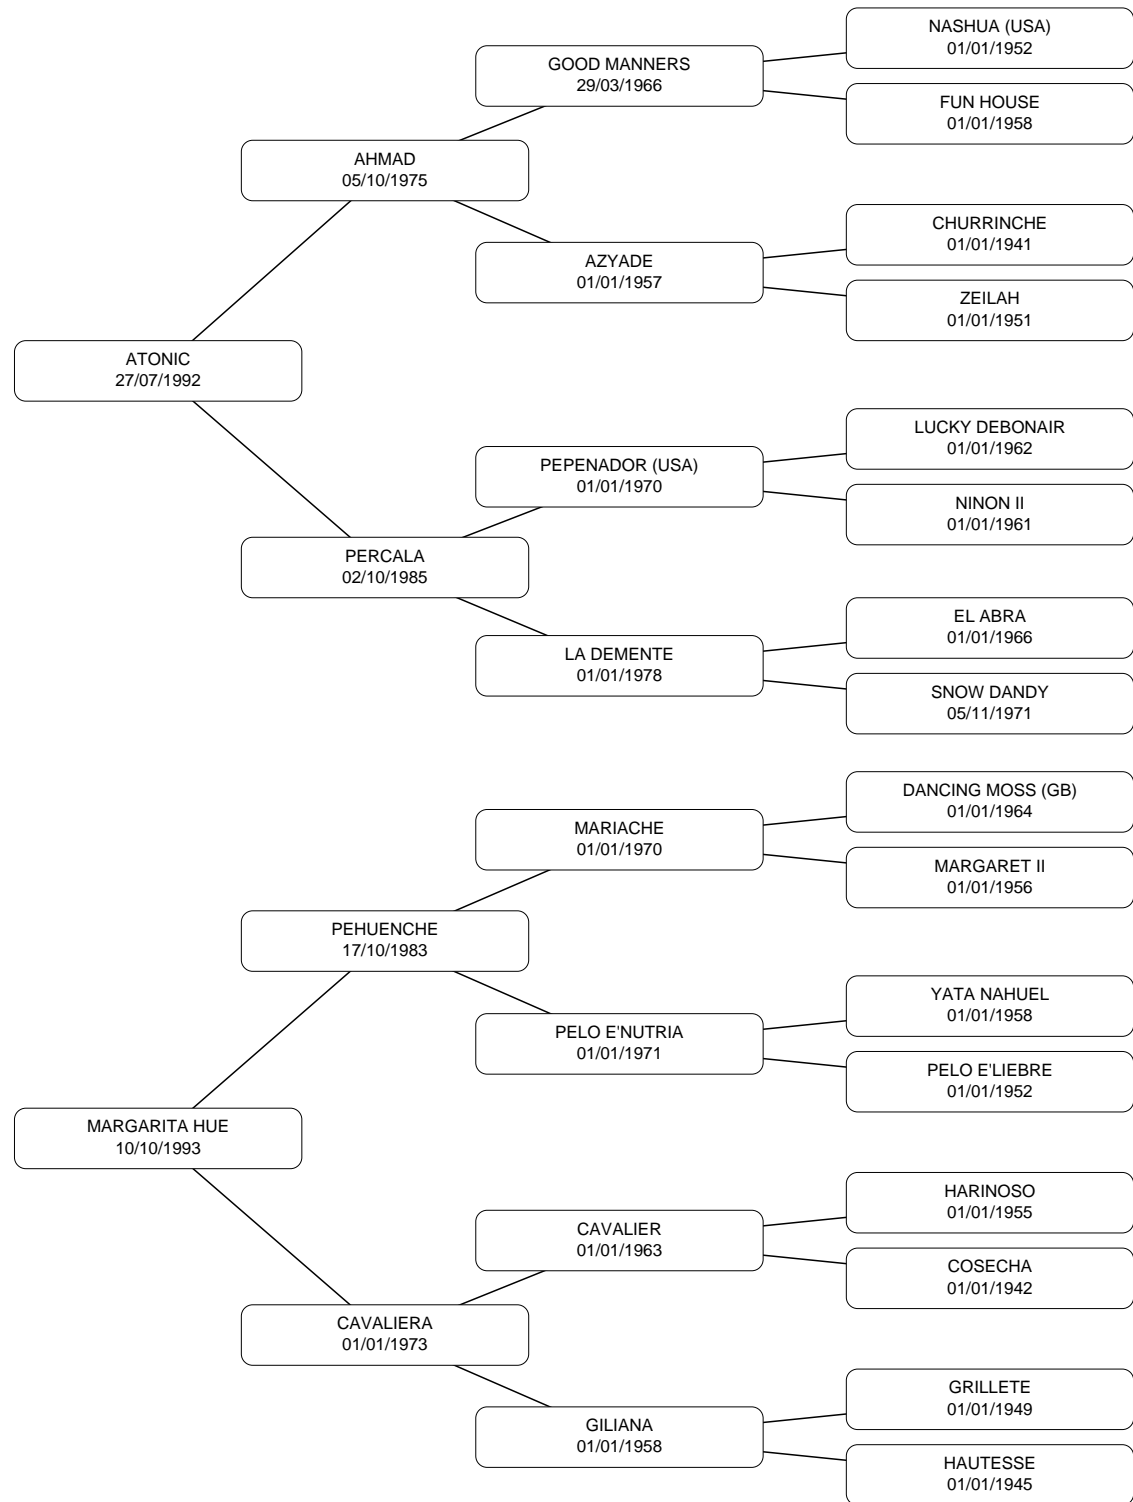 NASHUA (USA)
01/01/1952
GOOD MANNERS
29/03/1966
FUN HOUSE
01/01/1958
AHMAD
05/10/1975
CHURRINCHE
01/01/1941
AZYADE
01/01/1957
ZEILAH
01/01/1951
ATONIC
27/07/1992
LUCKY DEBONAIR
01/01/1962
PEPENADOR (USA)
01/01/1970
NINON II
01/01/1961
PERCALA
02/10/1985
EL ABRA
01/01/1966
LA DEMENTE
01/01/1978
SNOW DANDY
05/11/1971
DANCING MOSS (GB)
01/01/1964
MARIACHE
01/01/1970
MARGARET II
01/01/1956
PEHUENCHE
17/10/1983
YATA NAHUEL
01/01/1958
PELO E'NUTRIA
01/01/1971
PELO E'LIEBRE
01/01/1952
MARGARITA HUE
10/10/1993
HARINOSO
01/01/1955
CAVALIER
01/01/1963
COSECHA
01/01/1942
CAVALIERA
01/01/1973
GRILLETE
01/01/1949
GILIANA
01/01/1958
HAUTESSE
01/01/1945